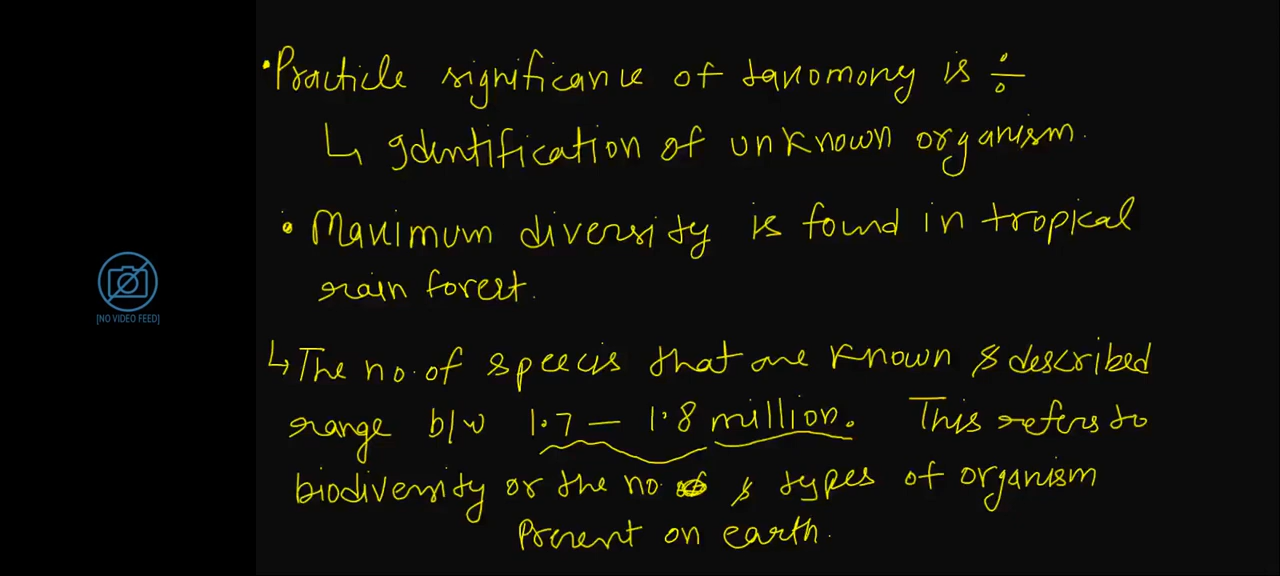 • Practicle significance of taxomony is ÷
↳ Identification of unknown organism.
• Maximum diversity is found in tropical
rain forest.
[NO VIDEO FEED]
↳ The no. of species that are known & described
range b/w 1.7 — 1.8 million. This refers to
biodiversity or the no. & types of organism
Present on earth.